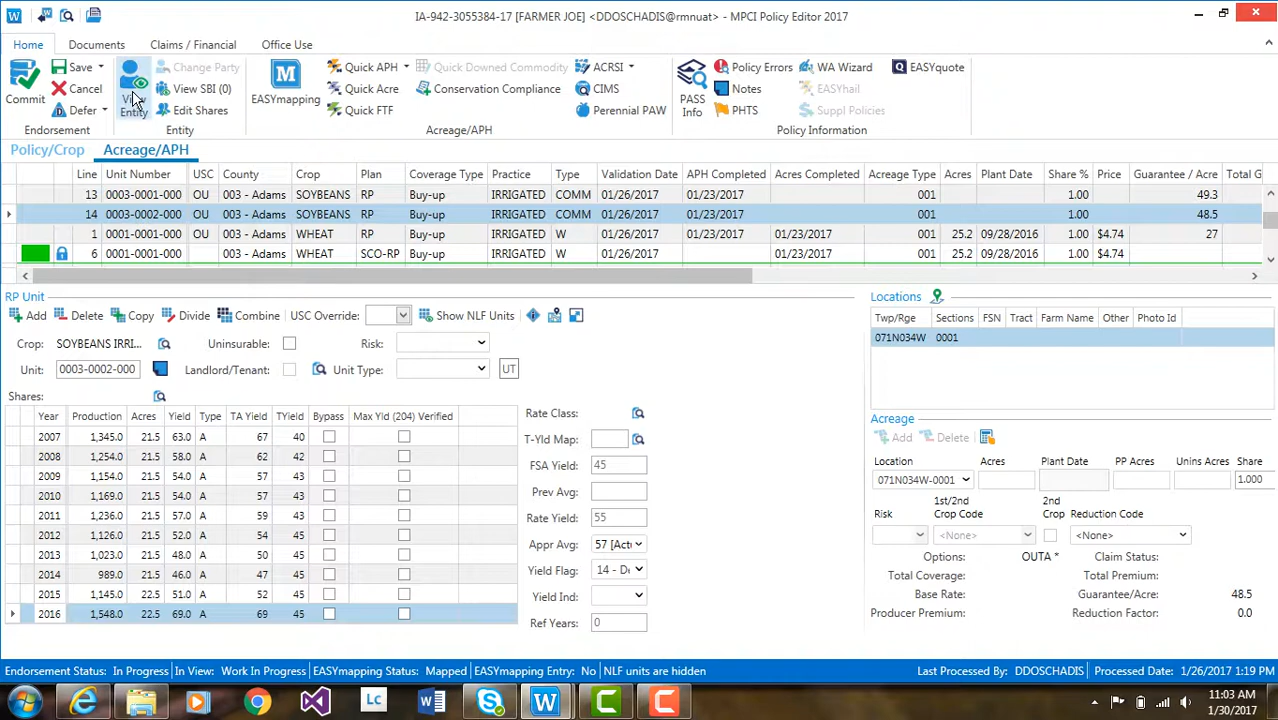 IA-942-3055384-17 [FARMER JOE] <DDOSCHADIS@rmnuat> - MPCI Policy Editor 2017
Home Documents Claims / Financial Office Use
Commit Save Cancel Defer
Endorsement
View Entity Change Party View SBI (0) Edit Shares
Entity
EASYmapping Quick APH Quick Acre Quick FTF Quick Downed Commodity Conservation Compliance ACRSI CIMS Perennial PAW
Acreage/APH
PASS Info Policy Errors Notes PHTS WA Wizard EASYhail Suppl Policies EASYquote
Policy Information
Policy/Crop Acreage/APH
Line Unit Number USC County Crop Plan Coverage Type Practice Type Validation Date APH Completed Acres Completed Acreage Type Acres Plant Date Share % Price Guarantee / Acre Total G
13 0003-0001-000 OU 003 - Adams SOYBEANS RP Buy-up IRRIGATED COMM 01/26/2017 01/23/2017 001 1.00 49.3
14 0003-0002-000 OU 003 - Adams SOYBEANS RP Buy-up IRRIGATED COMM 01/26/2017 01/23/2017 001 1.00 48.5
1 0001-0001-000 OU 003 - Adams WHEAT RP Buy-up IRRIGATED W 01/26/2017 01/23/2017 01/23/2017 001 25.2 09/28/2016 1.00 $4.74 27
6 0001-0001-000 003 - Adams WHEAT SCO-RP Buy-up IRRIGATED W 01/26/2017 01/23/2017 001 25.2 09/28/2016 1.00 $4.74
RP Unit
Add Delete Copy Divide Combine USC Override: Show NLF Units
Crop: SOYBEANS IRRI... Uninsurable: Risk:
Unit: 0003-0002-000 Landlord/Tenant: Unit Type: UT
Shares:
Year Production Acres Yield Type TA Yield TYield Bypass Max Yld (204) Verified
2007 1,345.0 21.5 63.0 A 67 40
2008 1,254.0 21.5 58.0 A 62 42
2009 1,154.0 21.5 54.0 A 57 43
2010 1,169.0 21.5 54.0 A 57 43
2011 1,236.0 21.5 57.0 A 59 43
2012 1,126.0 21.5 52.0 A 54 44
2013 1,023.0 21.5 48.0 A 50 45
2014 989.0 21.5 46.0 A 47 45
2015 1,145.0 22.5 51.0 A 52 45
2016 1,548.0 22.5 69.0 A 69 45
Rate Class:
T-Yld Map:
FSA Yield: 45
Prev Avg:
Rate Yield: 55
Appr Avg: 57 [Act
Yield Flag: 14 - D
Yield Ind:
Ref Years: 0
Locations
Twp/Rge Sections FSN Tract Farm Name Other Photo Id
071N034W 0001
Acreage
Add Delete
Location Acres Plant Date PP Acres Unins Acres Share
071N034W-0001 1.000
Risk 1st/2nd Crop Code 2nd Crop Reduction Code
<None> <None>
Options: OUTA * Claim Status:
Total Coverage: Total Premium:
Base Rate: Guarantee/Acre: 48.5
Producer Premium: Reduction Factor: 0.0
Endorsement Status: In Progress In View: Work In Progress EASYmapping Status: Mapped EASYmapping Entry: No NLF units are hidden Last Processed By: DDOSCHADIS Processed Date: 1/26/2017 1:19 PM
Lc
11:03 AM
1/30/2017